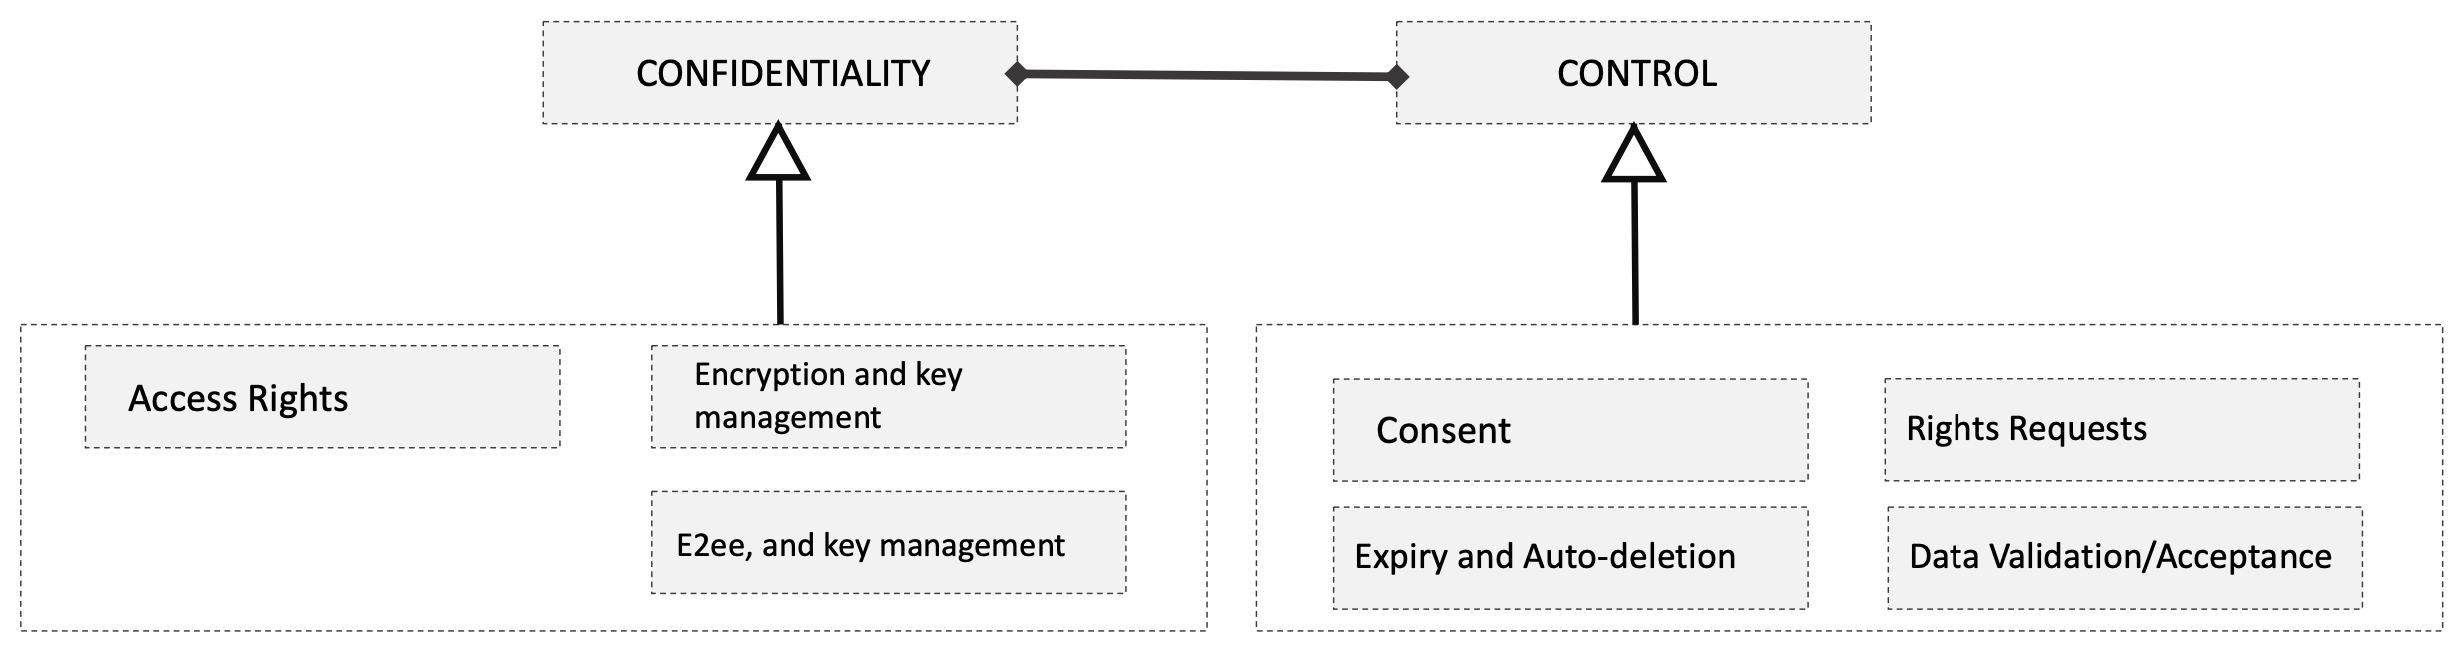 CONFIDENTIALITY
CONTROL
Access Rights
Encryption and key
management
E2ee, and key management
Consent
Rights Requests
Expiry and Auto-deletion
Data Validation/Acceptance